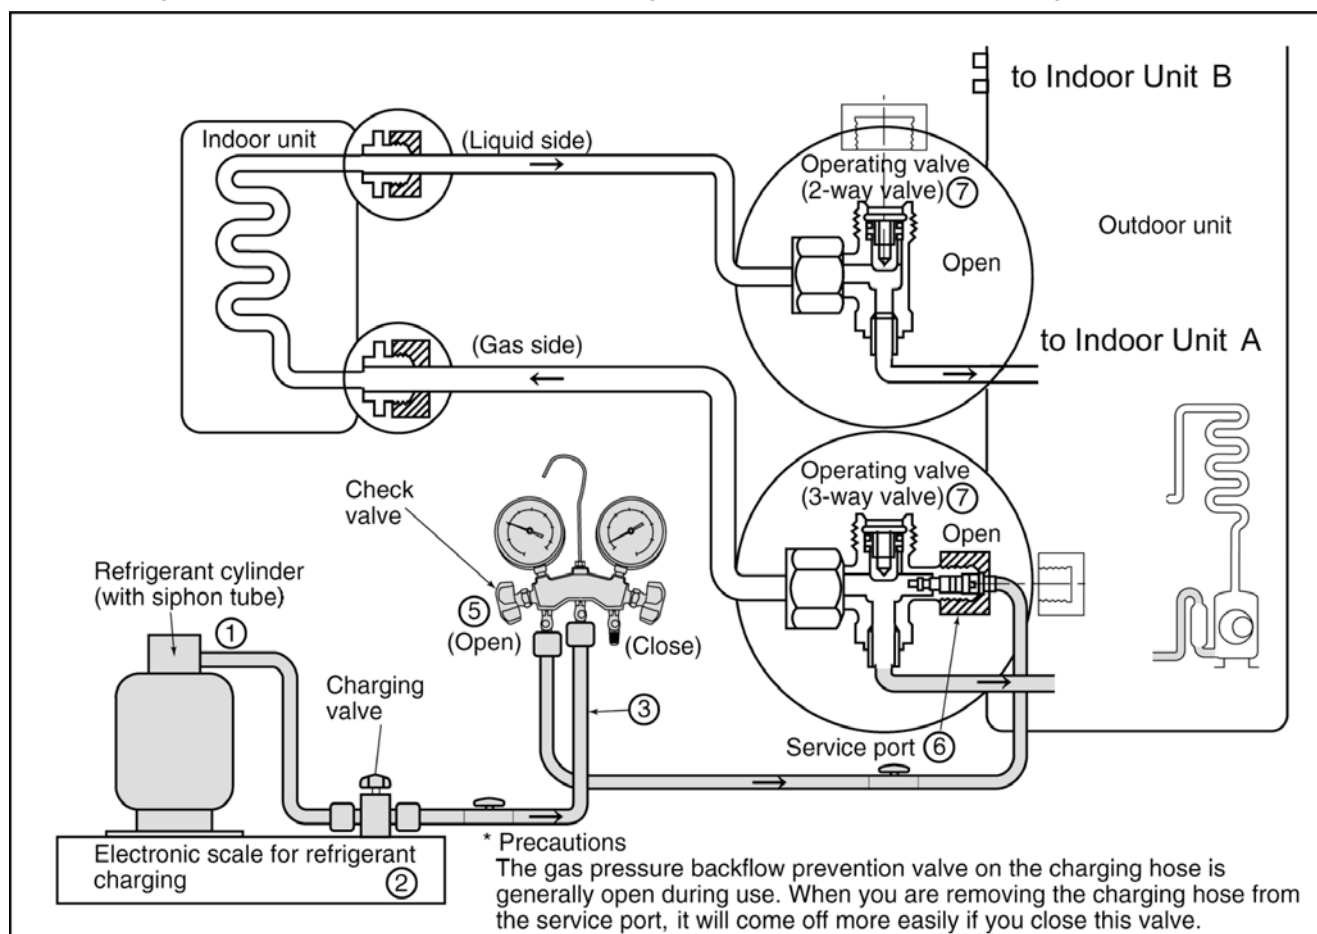 to Indoor Unit B
Indoor unit
(Liquid side)
Operating valve
(2-way valve) ⑦
Outdoor unit
Open
to Indoor Unit A
(Gas side)
Operating valve
(3-way valve) ⑦
Open
Check
valve
Refrigerant cylinder
(with siphon tube)
①
⑤
(Open)
(Close)
Charging
valve
③
Service port ⑥
Electronic scale for refrigerant
charging ②
* Precautions
The gas pressure backflow prevention valve on the charging hose is
generally open during use. When you are removing the charging hose from
the service port, it will come off more easily if you close this valve.